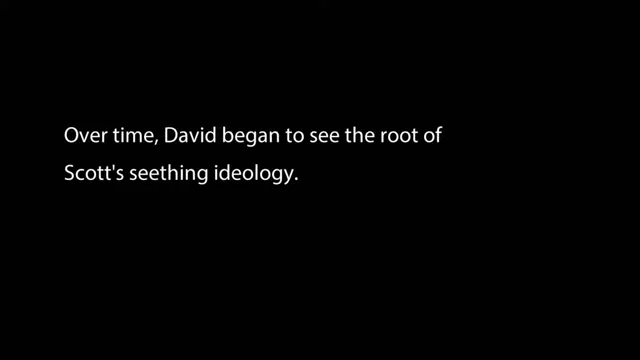 Over time, David began to see the root of
Scott's seething ideology.